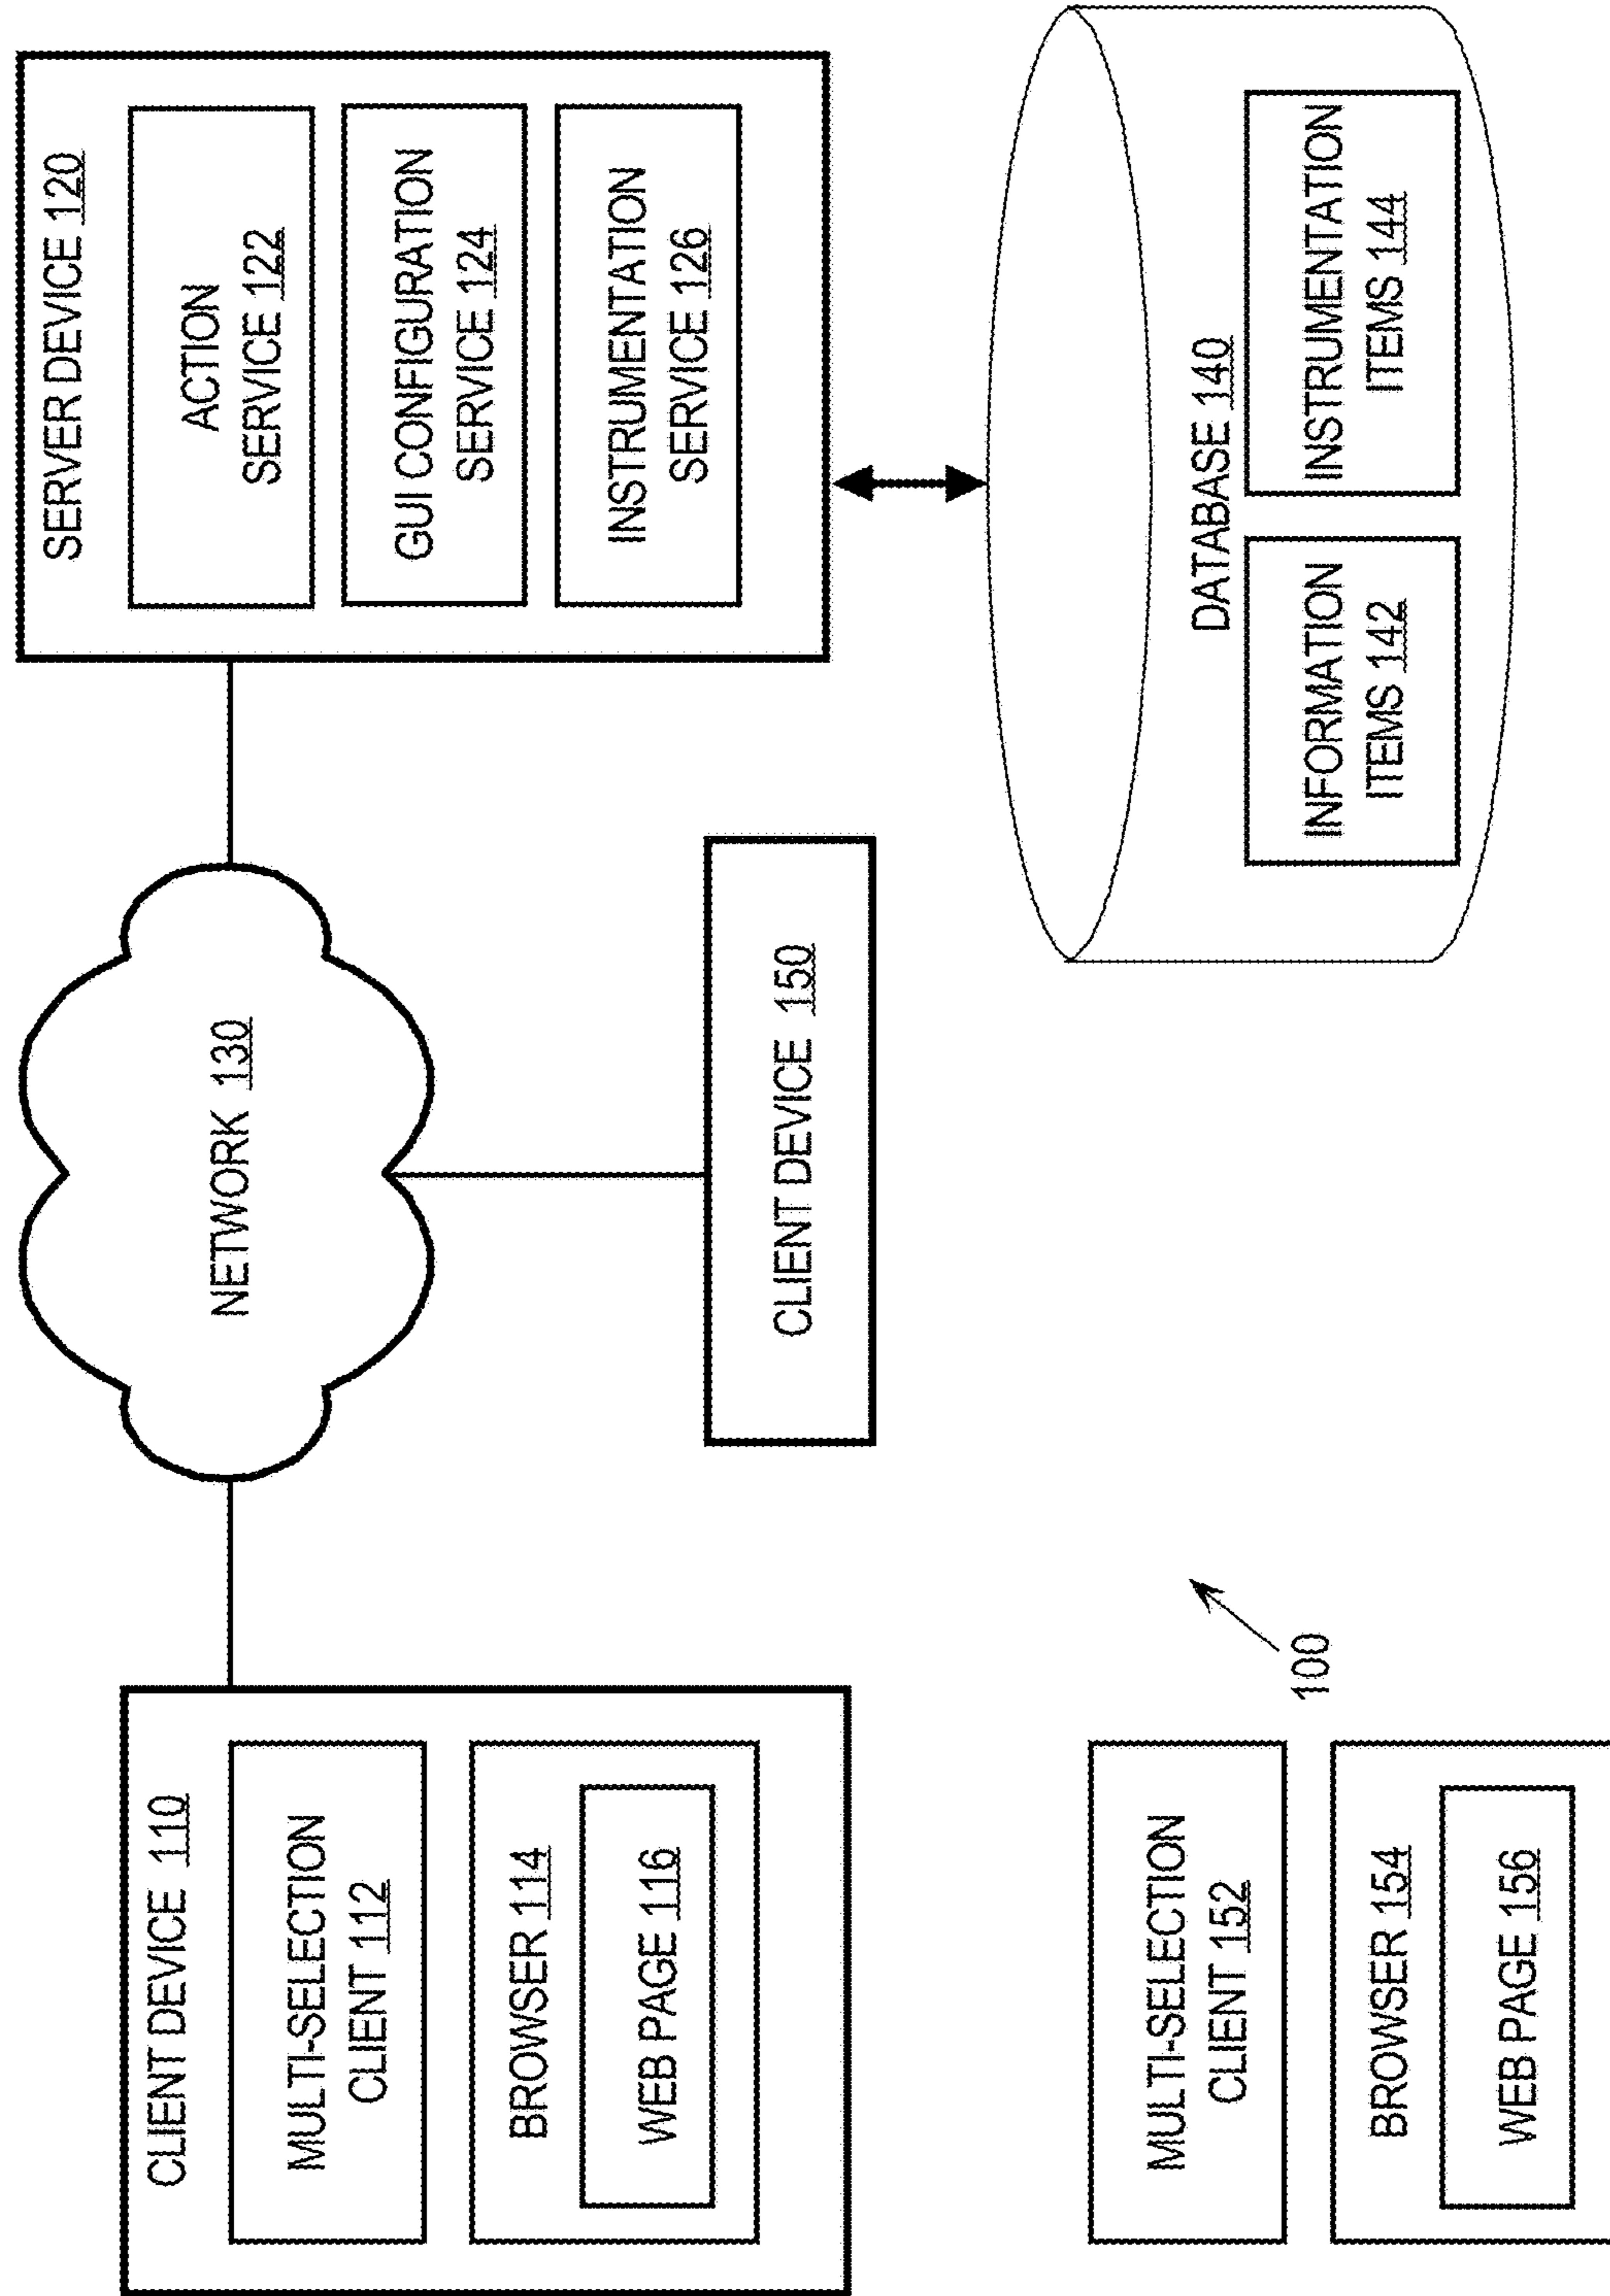 CLIENT DEVICE 110
MULTI-SELECTION
CLIENT 112
BROWSER 114
WEB PAGE 116
NETWORK 130
SERVER DEVICE 120
ACTION
SERVICE 122
GUI CONFIGURATION
SERVICE 124
INSTRUMENTATION
SERVICE 126
CLIENT DEVICE 150
DATABASE 140
INFORMATION
ITEMS 142
INSTRUMENTATION
ITEMS 144
100
MULTI-SELECTION
CLIENT 152
BROWSER 154
WEB PAGE 156